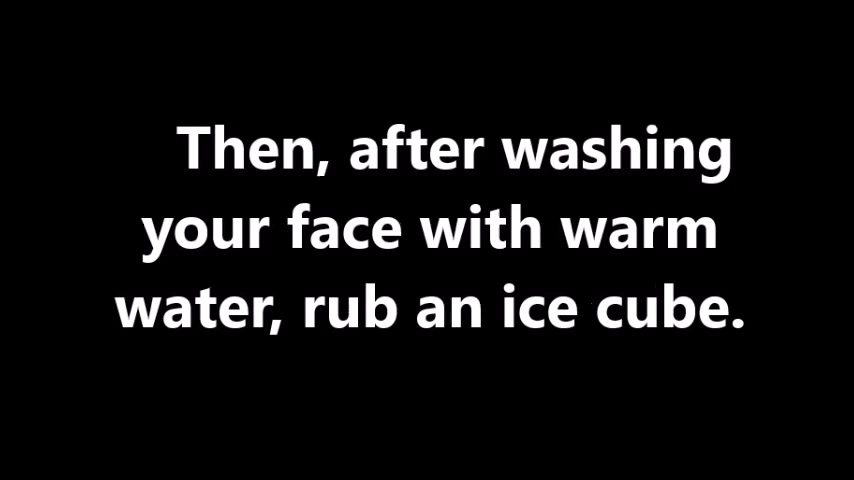 Then, after washing
your face with warm
water, rub an ice cube.